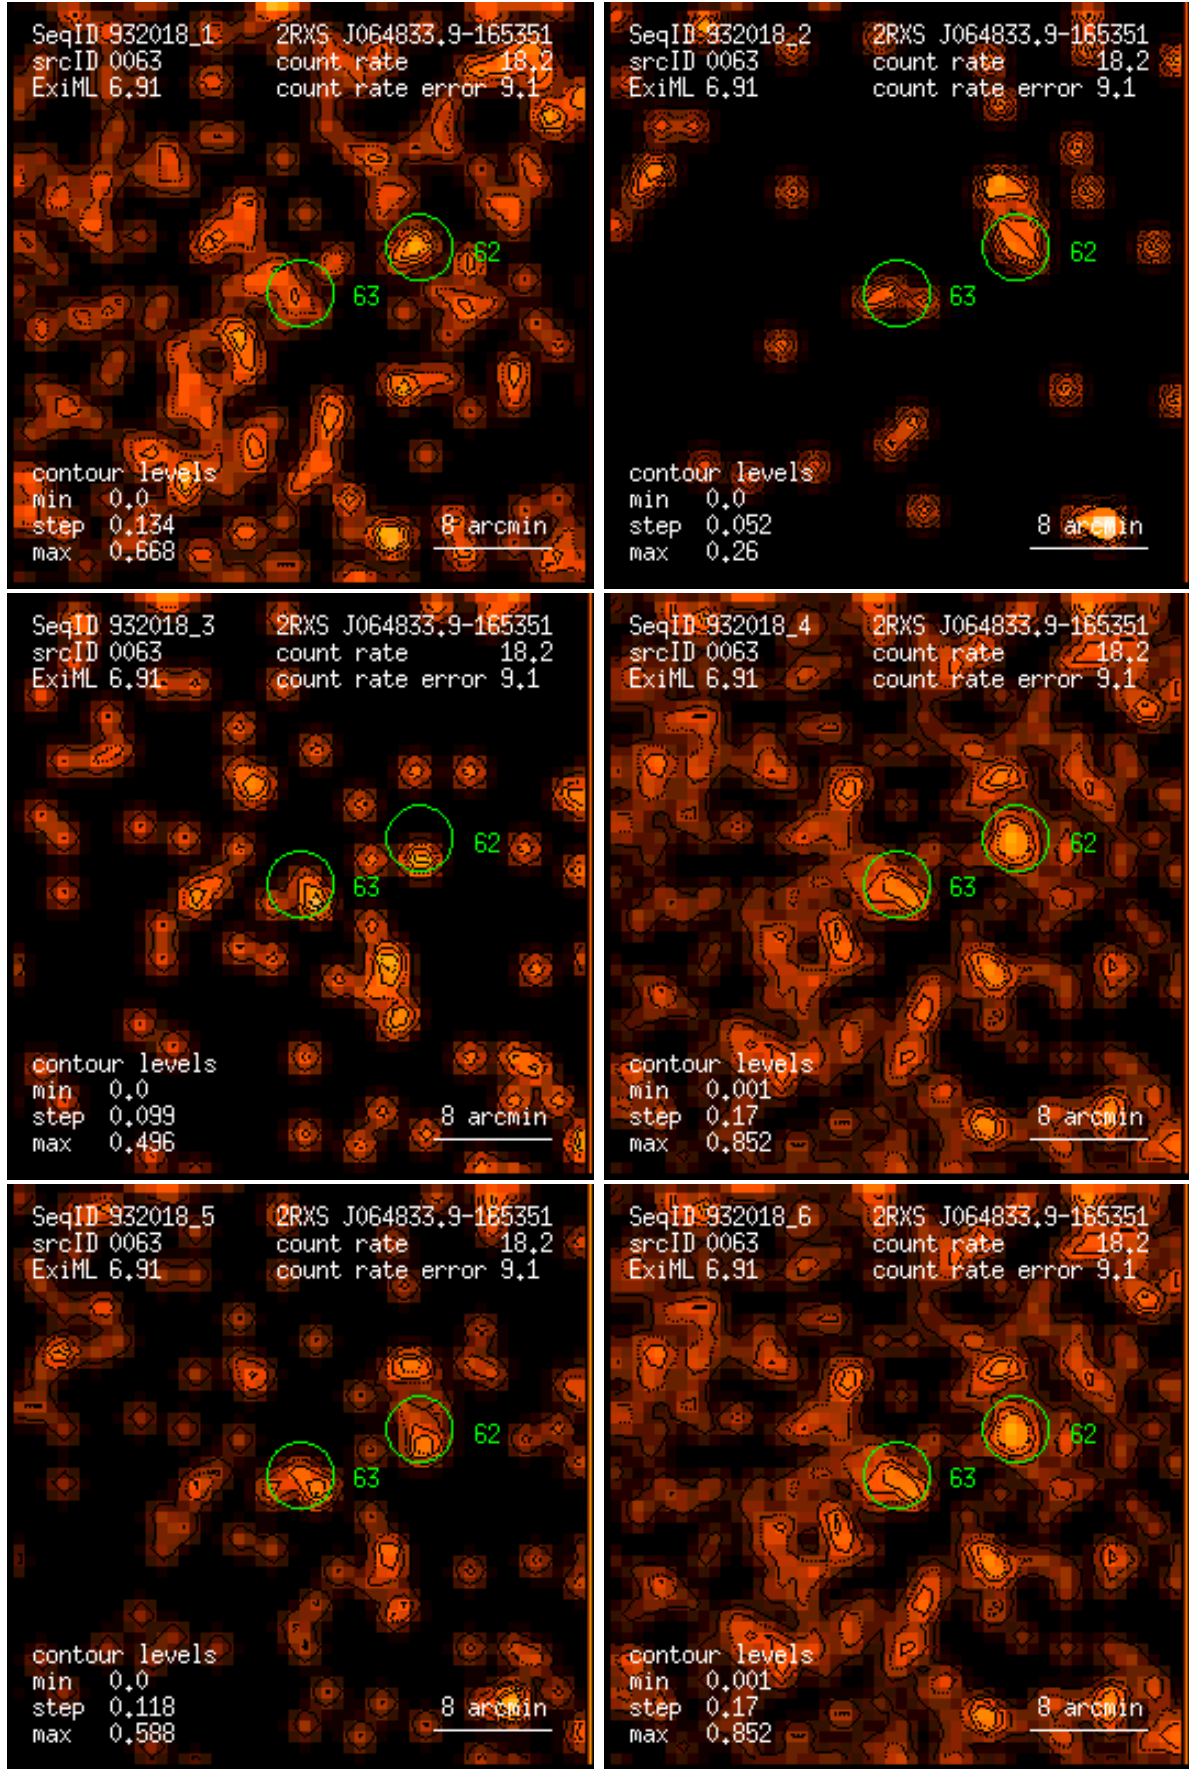 SeqID 932018_1 2RXS J064833.9-165351
srcID 0063 count rate 18.2
ExiML 6.91 count rate error 9.1
62
63
contour levels
min 0.0
step 0.134
max 0.668
8 arcmin
SeqID 932018_2 2RXS J064833.9-165351
srcID 0063 count rate 18.2
ExiML 6.91 count rate error 9.1
62
63
contour levels
min 0.0
step 0.052
max 0.26
8 arcmin
SeqID 932018_3 2RXS J064833.9-165351
srcID 0063 count rate 18.2
ExiML 6.91 count rate error 9.1
62
63
contour levels
min 0.0
step 0.099
max 0.496
8 arcmin
SeqID 932018_4 2RXS J064833.9-165351
srcID 0063 count rate 18.2
ExiML 6.91 count rate error 9.1
62
63
contour levels
min 0.001
step 0.17
max 0.852
8 arcmin
SeqID 932018_5 2RXS J064833.9-165351
srcID 0063 count rate 18.2
ExiML 6.91 count rate error 9.1
62
63
contour levels
min 0.0
step 0.118
max 0.588
8 arcmin
SeqID 932018_6 2RXS J064833.9-165351
srcID 0063 count rate 18.2
ExiML 6.91 count rate error 9.1
62
63
contour levels
min 0.001
step 0.17
max 0.852
8 arcmin